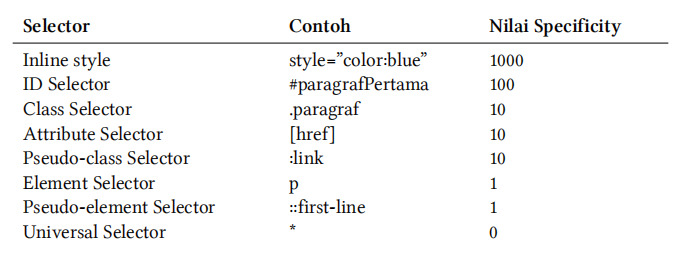 Selector Contoh Nilai Specificity
Inline style style=”color:blue” 1000
ID Selector #paragrafPertama 100
Class Selector .paragraf 10
Attribute Selector [href] 10
Pseudo-class Selector :link 10
Element Selector p 1
Pseudo-element Selector ::first-line 1
Universal Selector * 0